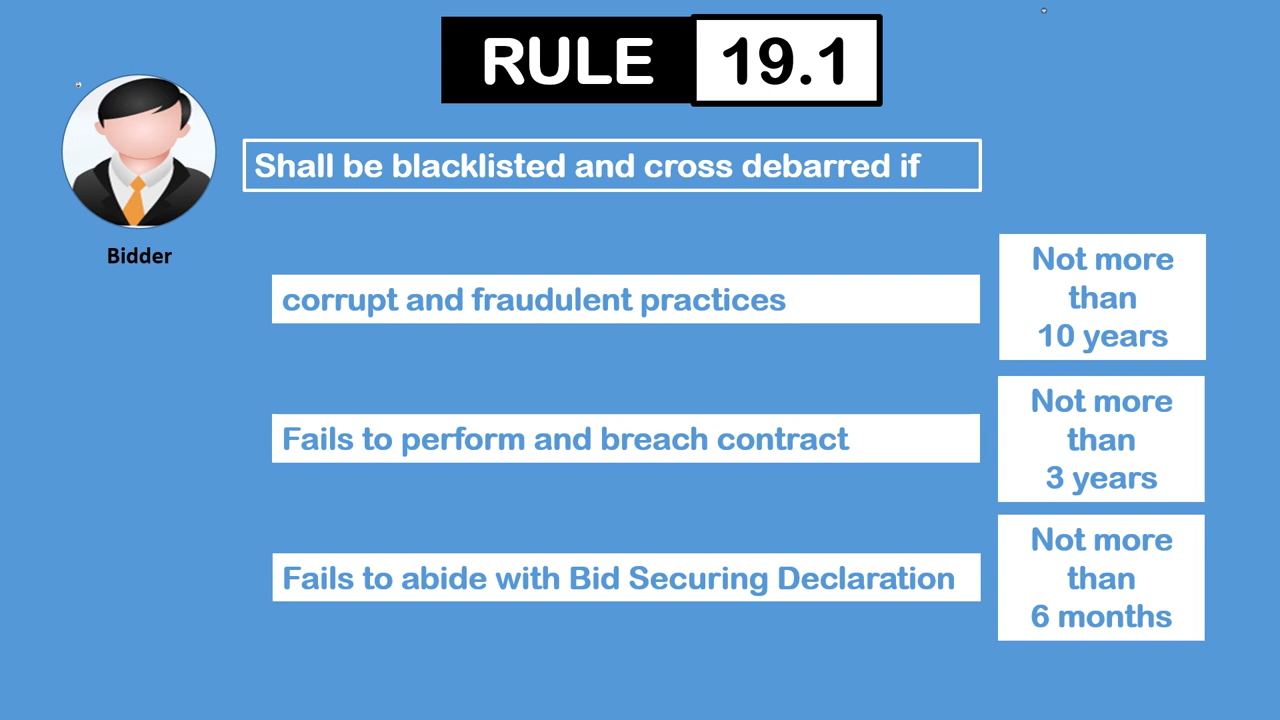 RULE 19.1
Shall be blacklisted and cross debarred if
Bidder
corrupt and fraudulent practices
Not more
than
10 years
Fails to perform and breach contract
Not more
than
3 years
Fails to abide with Bid Securing Declaration
Not more
than
6 months